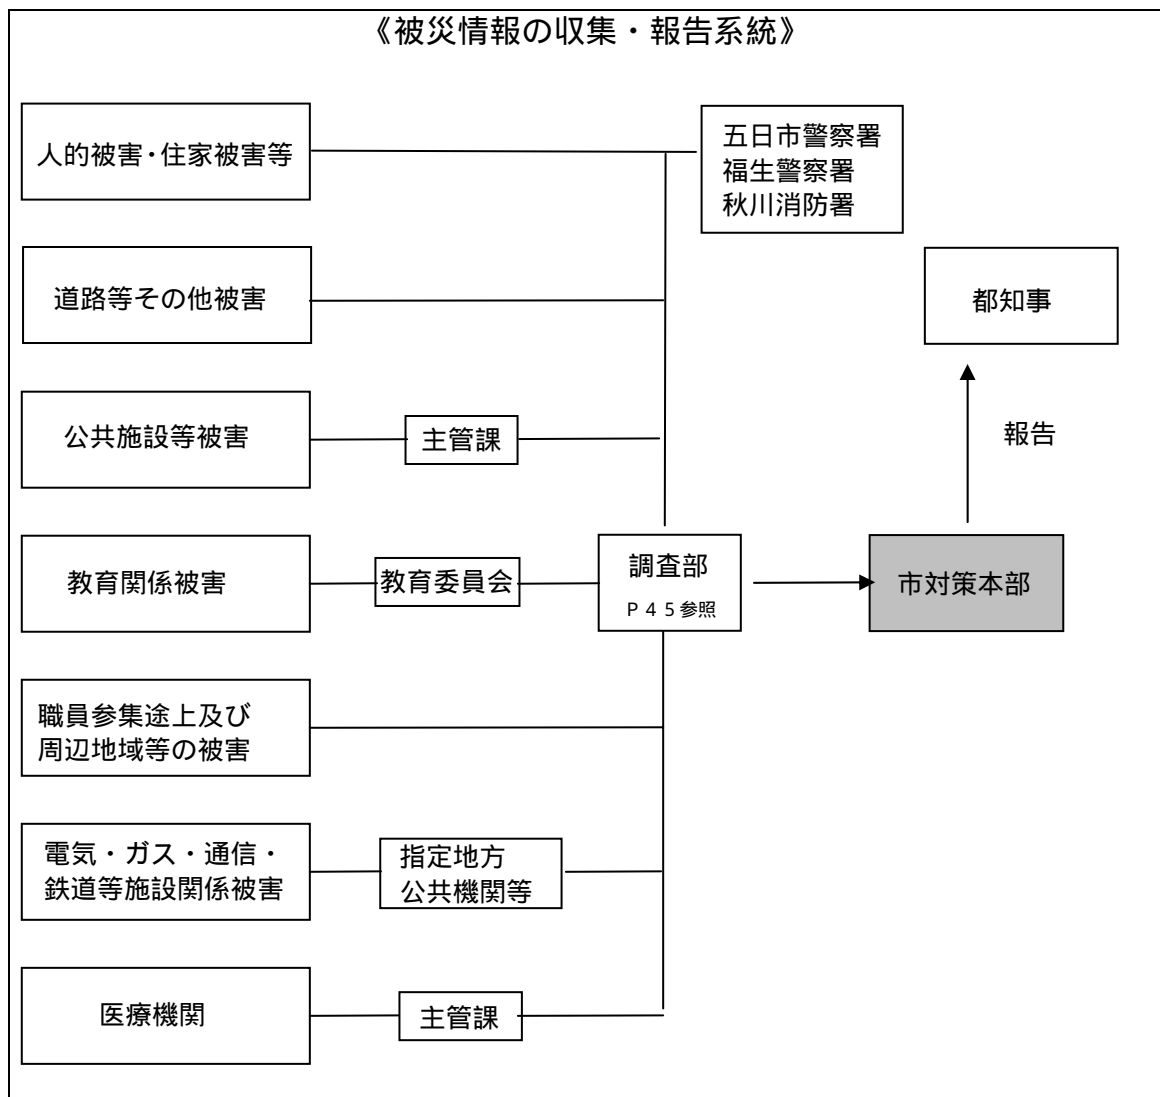 《被災情報の収集・報告系統》
人的被害・住家被害等
五日市警察署
福生警察署
秋川消防署
道路等その他被害
都知事
公共施設等被害
主管課
報告
教育関係被害
教育委員会
調査部
P45参照
市対策本部
職員参集途上及び
周辺地域等の被害
電気・ガス・通信・
鉄道等施設関係被害
指定地方
公共機関等
医療機関
主管課